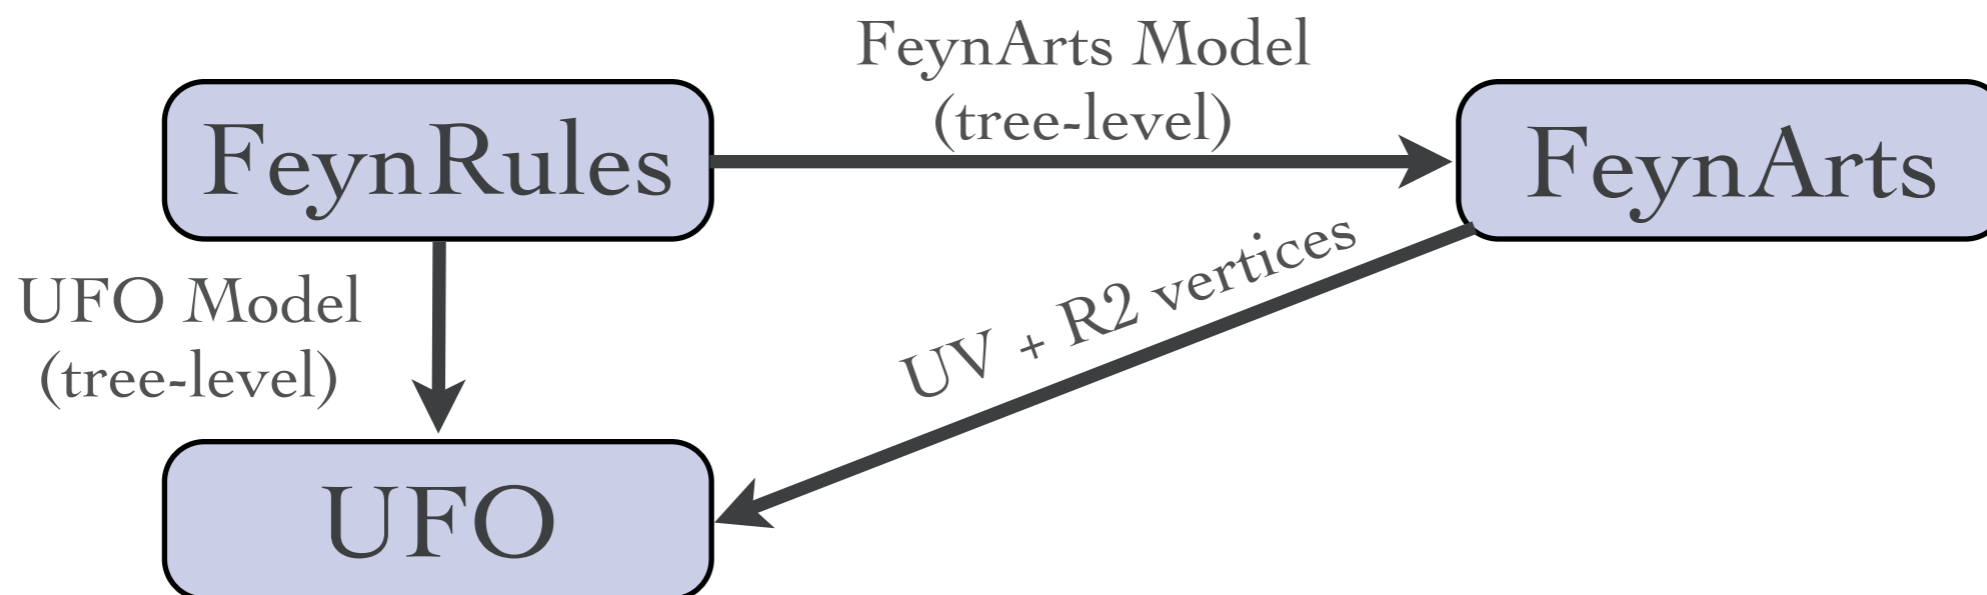 FeynArts Model
(tree-level)
FeynRules
FeynArts
UV + R2 vertices
UFO Model
(tree-level)
UFO